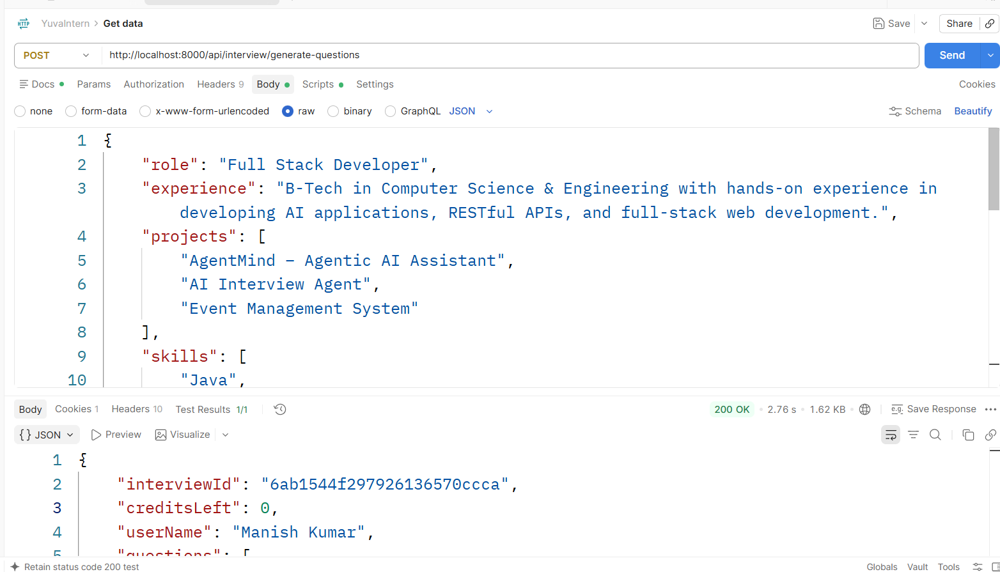 YuvaIntern > Get data
Save
Share
POST
http://localhost:8000/api/interview/generate-questions
Send
Docs Params Authorization Headers 9 Body Scripts Settings
Cookies
none form-data x-www-form-urlencoded raw binary GraphQL JSON
Schema Beautify
1 {
2 "role": "Full Stack Developer",
3 "experience": "B-Tech in Computer Science & Engineering with hands-on experience in
developing AI applications, RESTful APIs, and full-stack web development.",
4 "projects": [
5 "AgentMind – Agentic AI Assistant",
6 "AI Interview Agent",
7 "Event Management System"
8 ],
9 "skills": [
10 "Java",
Body Cookies 1 Headers 10 Test Results 1/1
200 OK • 2.76 s • 1.62 KB
e.g. Save Response
{} JSON Preview Visualize
1 {
2 "interviewId": "6ab1544f297926136570ccca",
3 "creditsLeft": 0,
4 "userName": "Manish Kumar",
5 "questions": [
Retain status code 200 test
Globals Vault Tools